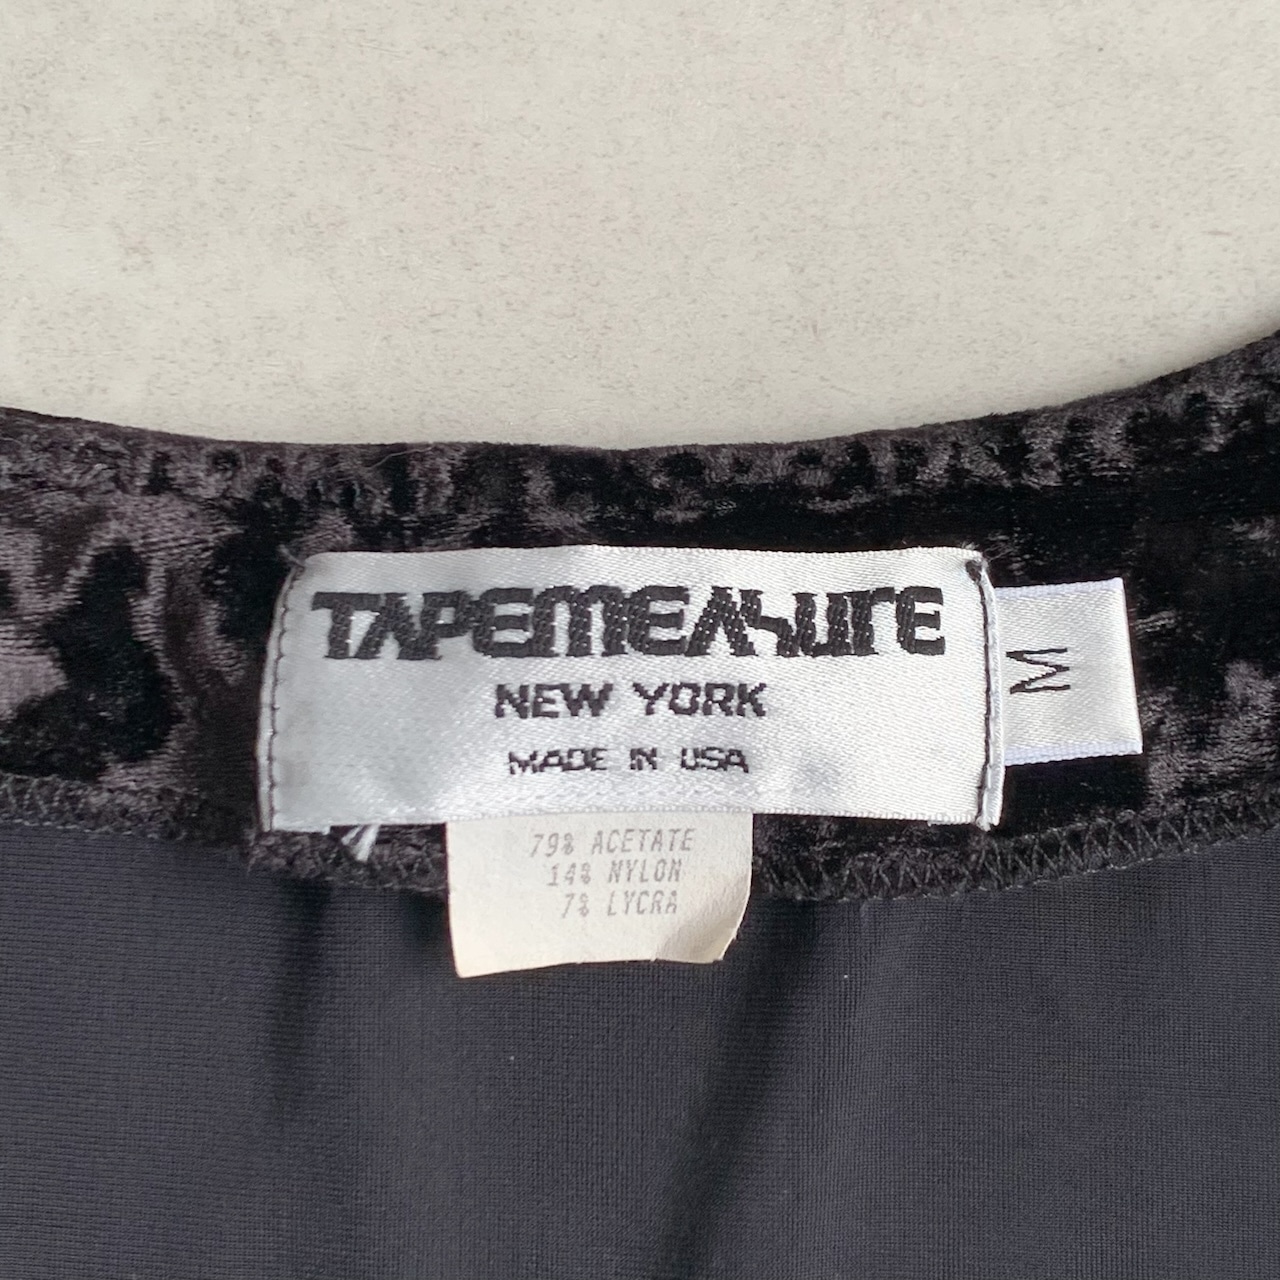 TAPEMEASURE
NEW YORK
MADE IN USA
M
79% ACETATE
14% NYLON
7% LYCRA